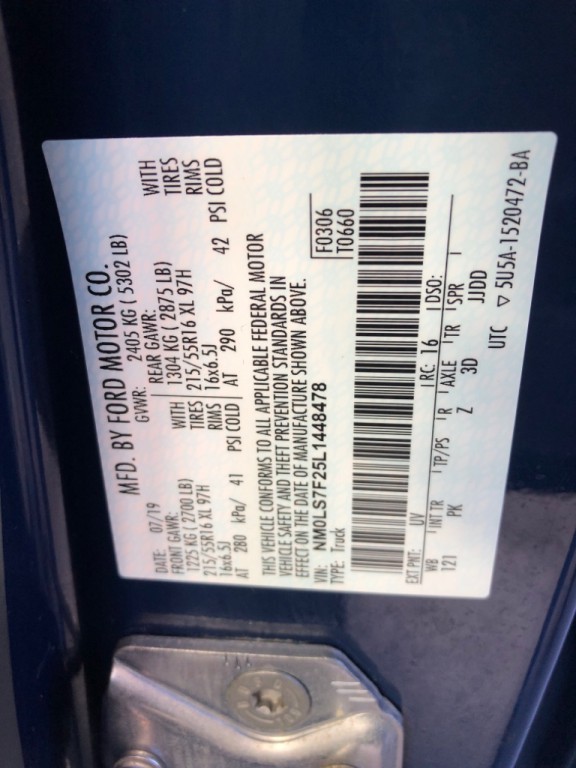 MFD. BY FORD MOTOR CO.
DATE: 07/19 GVWR: 2405 KG ( 5302 LB)
FRONT GAWR: REAR GAWR:
1225 KG ( 2700 LB) WITH 1304 KG ( 2875 LB) WITH
215/55R16 XL 97H TIRES 215/55R16 XL 97H TIRES
16x6.5J RIMS 16x6.5J RIMS
AT 280 kPa/ 41 PSI COLD AT 290 kPa/ 42 PSI COLD
THIS VEHICLE CONFORMS TO ALL APPLICABLE FEDERAL MOTOR
VEHICLE SAFETY AND THEFT PREVENTION STANDARDS IN
EFFECT ON THE DATE OF MANUFACTURE SHOWN ABOVE.
VIN: NM0LS7F25L1448478 F0306
TYPE: Truck T0660
EXT PNT: UV RC: 16 DSO:
WB INT TR TP/PS R AXLE TR SPR
121 PK Z 3D JJDD
UTC ▽ 5U5A-1520472-BA